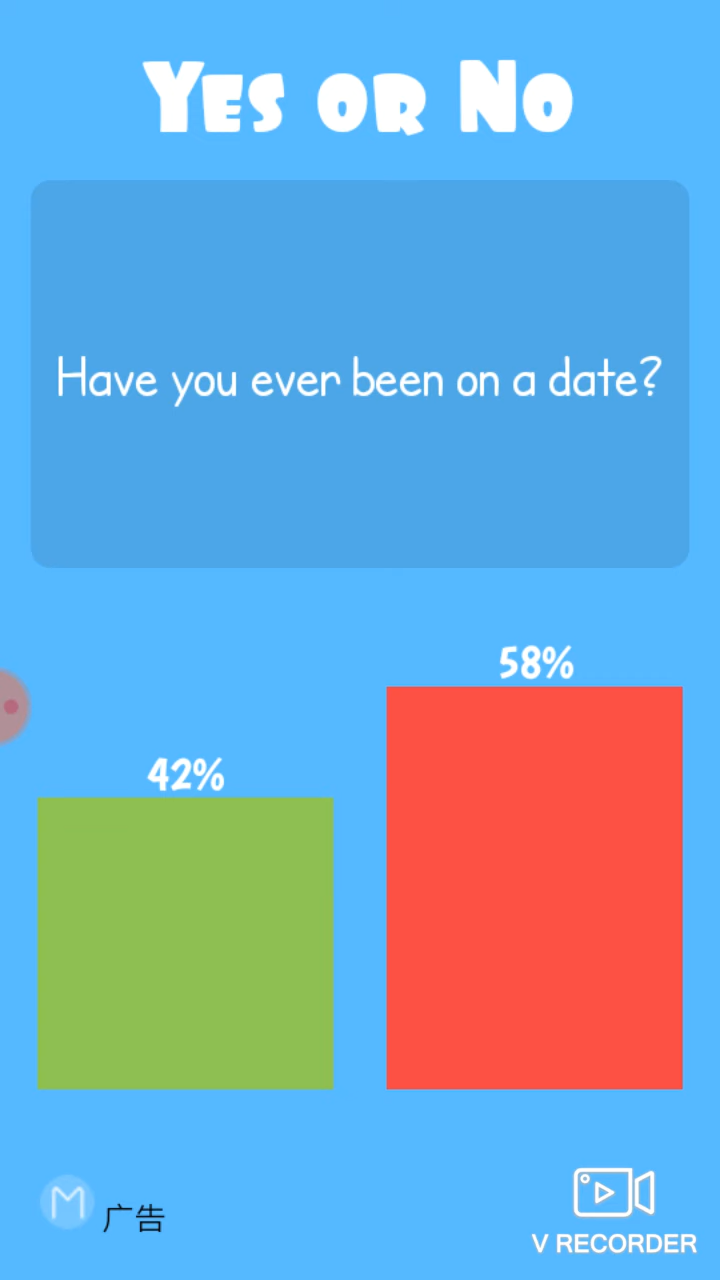 Yes or No
Have you ever been on a date?
58%
42%
M 广告
V RECORDER